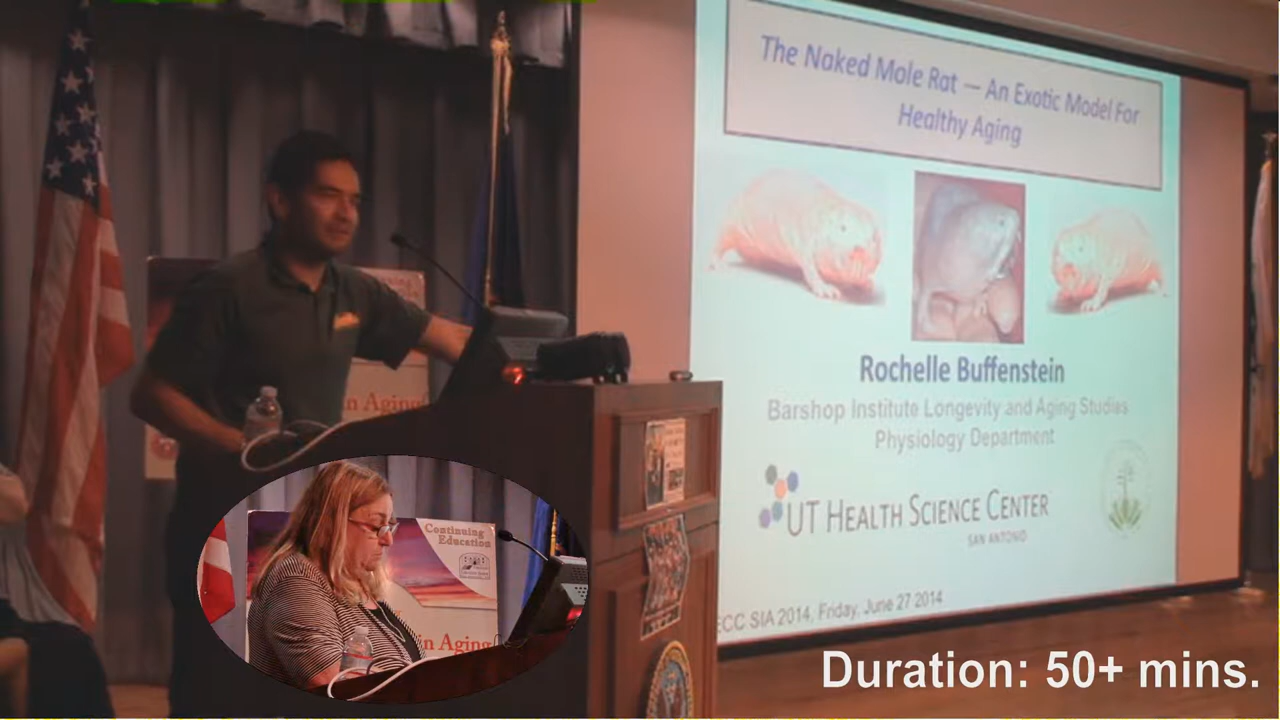 The Naked Mole Rat — An Exotic Model For
Healthy Aging
Rochelle Buffenstein
Barshop Institute Longevity and Aging Studies
Physiology Department
UT HEALTH SCIENCE CENTER
SAN ANTONIO
ECC SIA 2014, Friday, June 27 2014
n Aging
Continuing
Education
n Aging
Duration: 50+ mins.